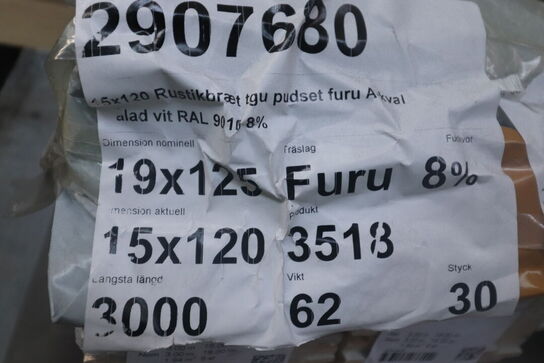 2907680
15x120 Rustikbræt tgu pudset furu A kval
alad vit RAL 9010 8%
Dimension nominell Träslag Funyor
19x125 Furu 8%
Dimension aktuell Produkt
15x120 3518
Längsta längd Vikt Styck
3000 62 30